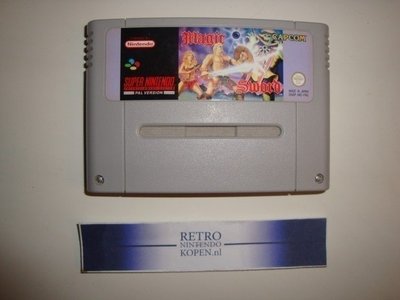 Nintendo
SUPER NINTENDO
PAL VERSION
Magic
Sword
CAPCOM
RETRO
NINTENDO
KOPEN.nl